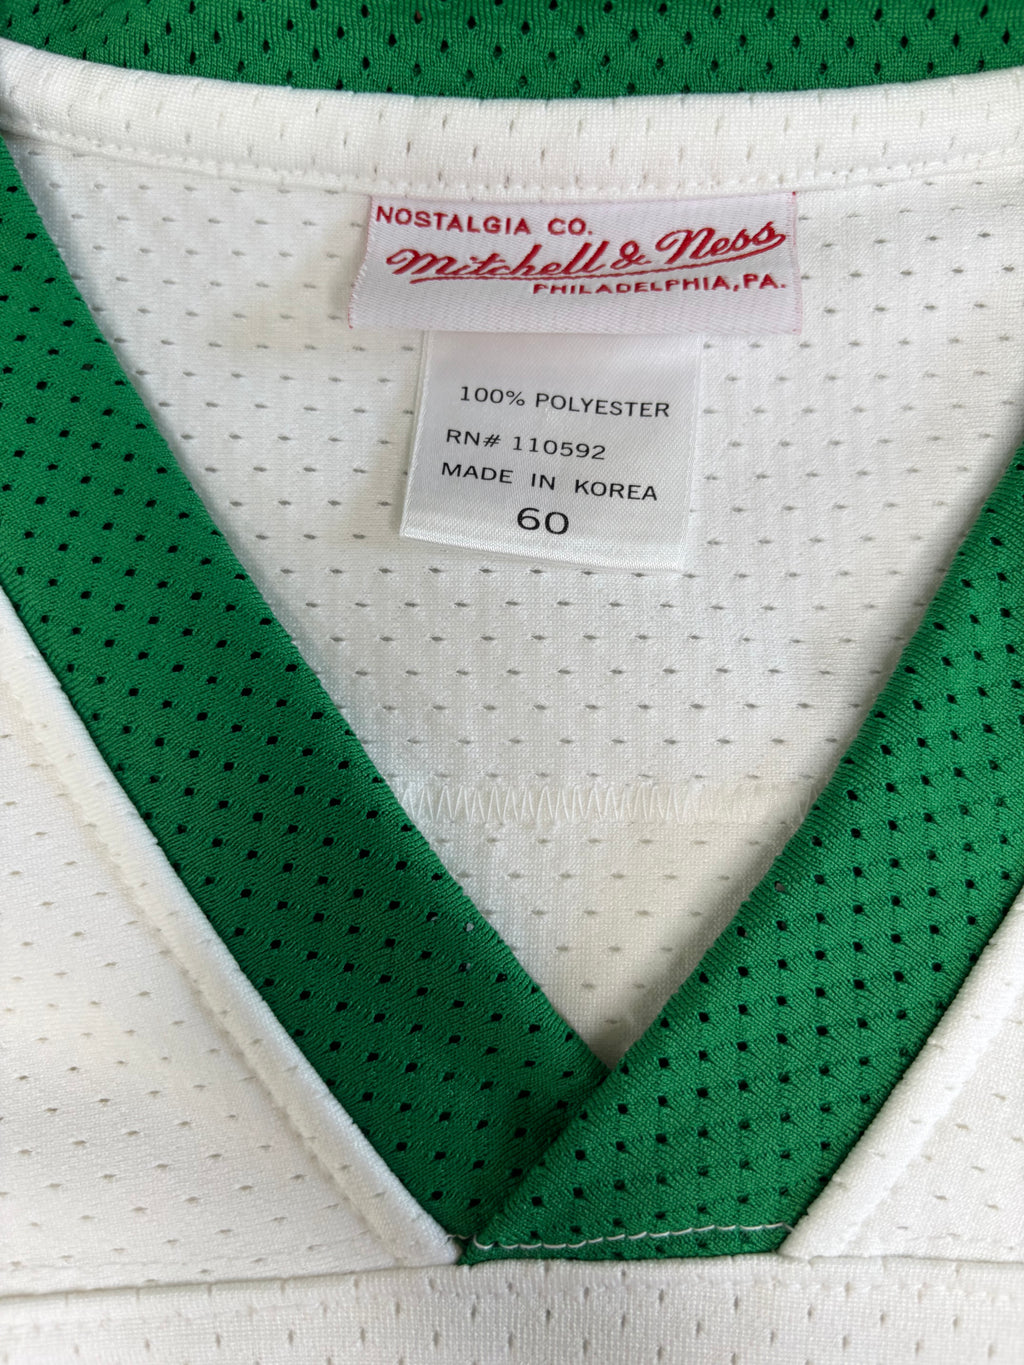 NOSTALGIA CO.
Mitchell & Ness
PHILADELPHIA, PA.
100% POLYESTER
RN# 110592
MADE IN KOREA
60